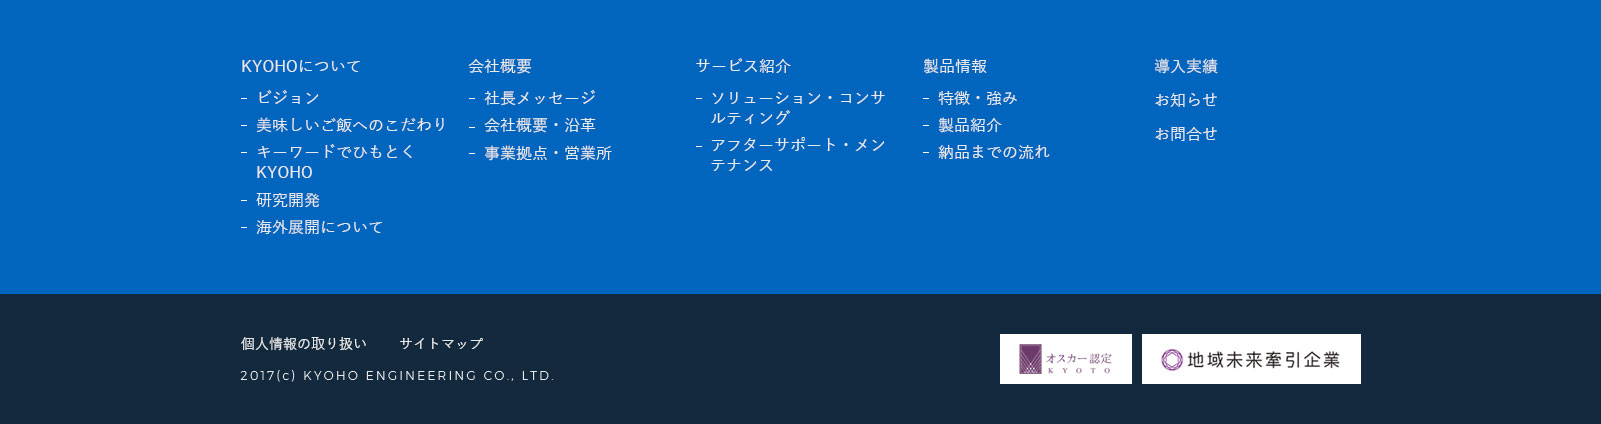 KYOHOについて
- ビジョン
- 美味しいご飯へのこだわり
- キーワードでひもとく
KYOHO
- 研究開発
- 海外展開について
会社概要
- 社長メッセージ
- 会社概要・沿革
- 事業拠点・営業所
サービス紹介
- ソリューション・コンサ
ルティング
- アフターサポート・メン
テナンス
製品情報
- 特徴・強み
- 製品紹介
- 納品までの流れ
導入実績
お知らせ
お問合せ
個人情報の取り扱い サイトマップ
2017(c) KYOHO ENGINEERING CO., LTD.
オスカー認定
KYOTO
地域未来牽引企業